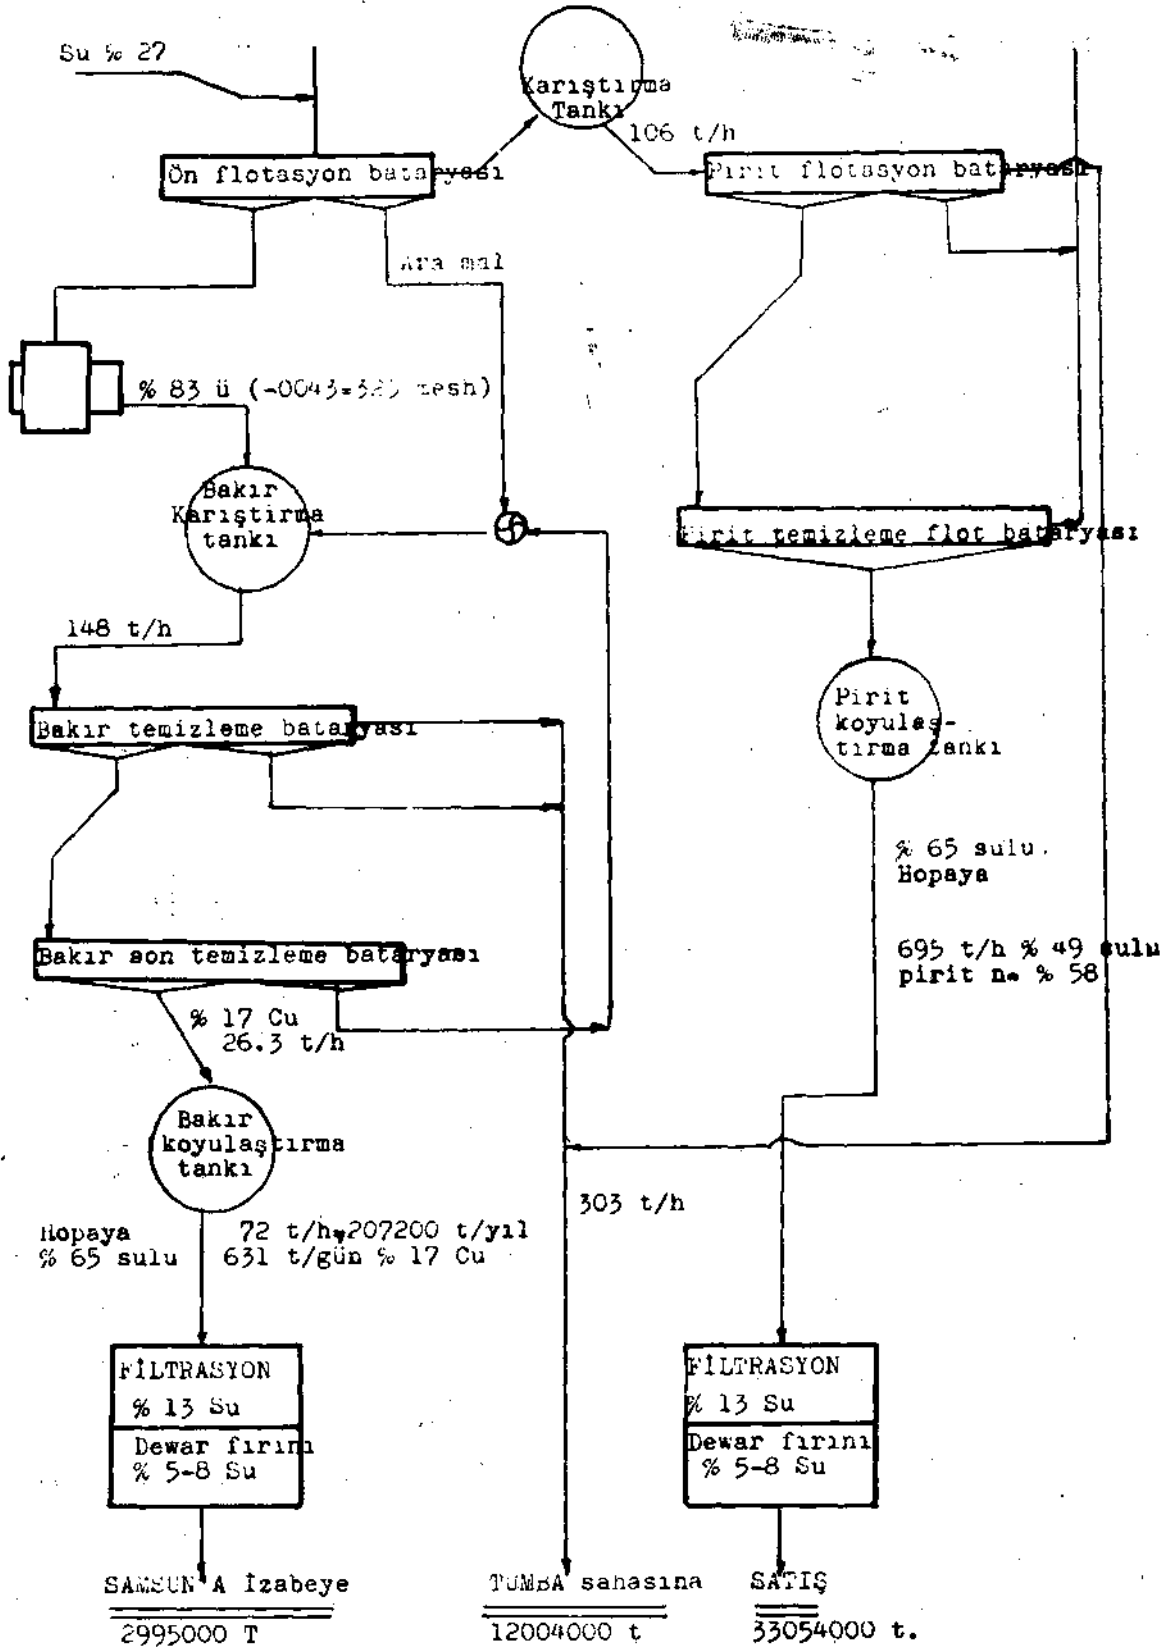 Su % 27
Karıştırma
Tankı
106 t/h
Ön flotasyon bataryası
Pirit flotasyon bataryası
Ara mal
% 83 ü (-0043=325 mesh)
Bakır
Karıştırma
tankı
Pirit temizleme flot bataryası
148 t/h
Bakır temizleme bataryası
Pirit
koyulaş-
tırma tankı
% 65 sulu.
Hopaya
Bakır son temizleme bataryası
695 t/h % 49 sulu
pirit n. % 58
% 17 Cu
26.3 t/h
Bakır
koyulaştırma
tankı
303 t/h
Hopaya
% 65 sulu
72 t/h,207200 t/yıl
631 t/gün % 17 Cu
FİLTRASYON
% 13 Su
Dewar fırını
% 5-8 Su
FİLTRASYON
% 13 Su
Dewar fırını
% 5-8 Su
SAMSUN'A İzabeye
2995000 T
TUMBA sahasına
12004000 t
SATIŞ
33054000 t.